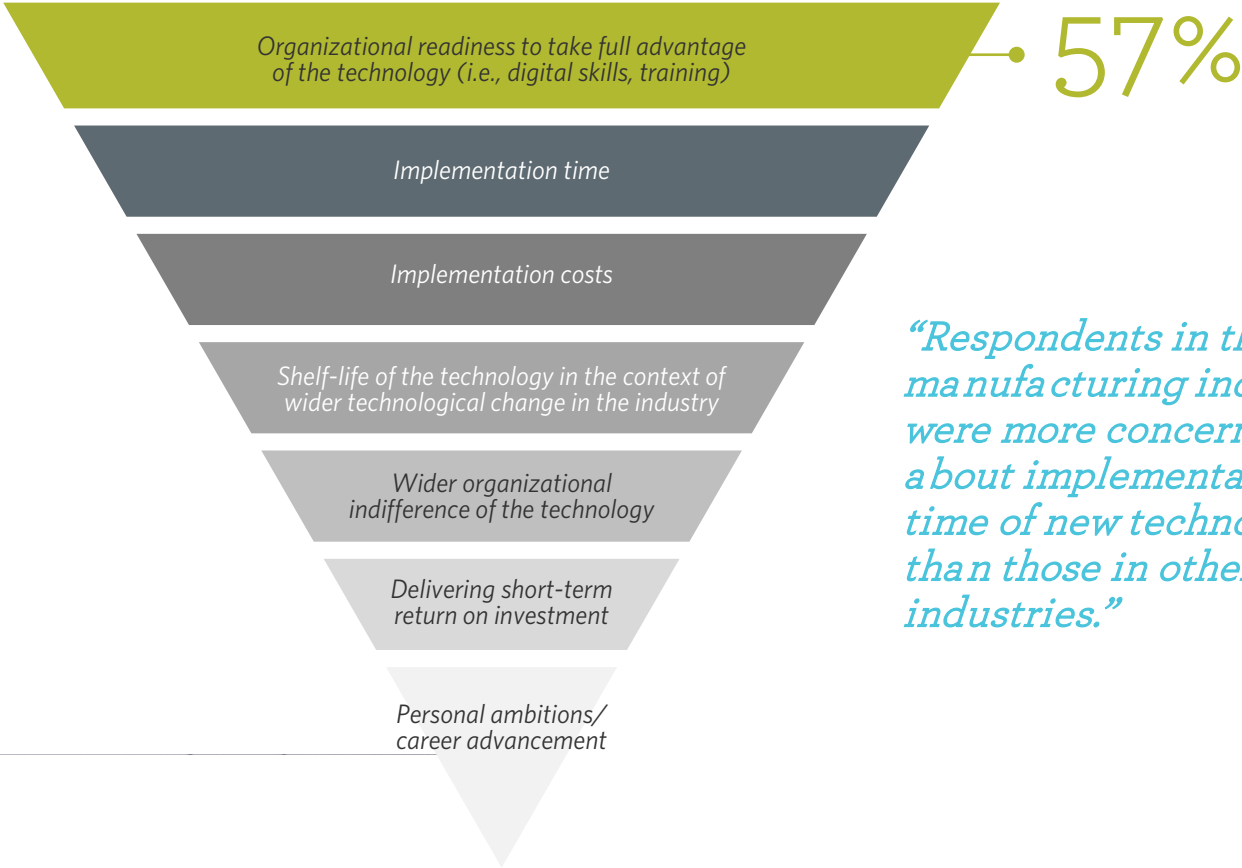 Organizational readiness to take full advantage
of the technology (i.e., digital skills, training)
57%
Implementation time
Implementation costs
Shelf-life of the technology in the context of
wider technological change in the industry
Wider organizational
indifference of the technology
Delivering short-term
return on investment
Personal ambitions/
career advancement
“Respondents in
manufacturing
were more
about
time of new
than those in
industries.”